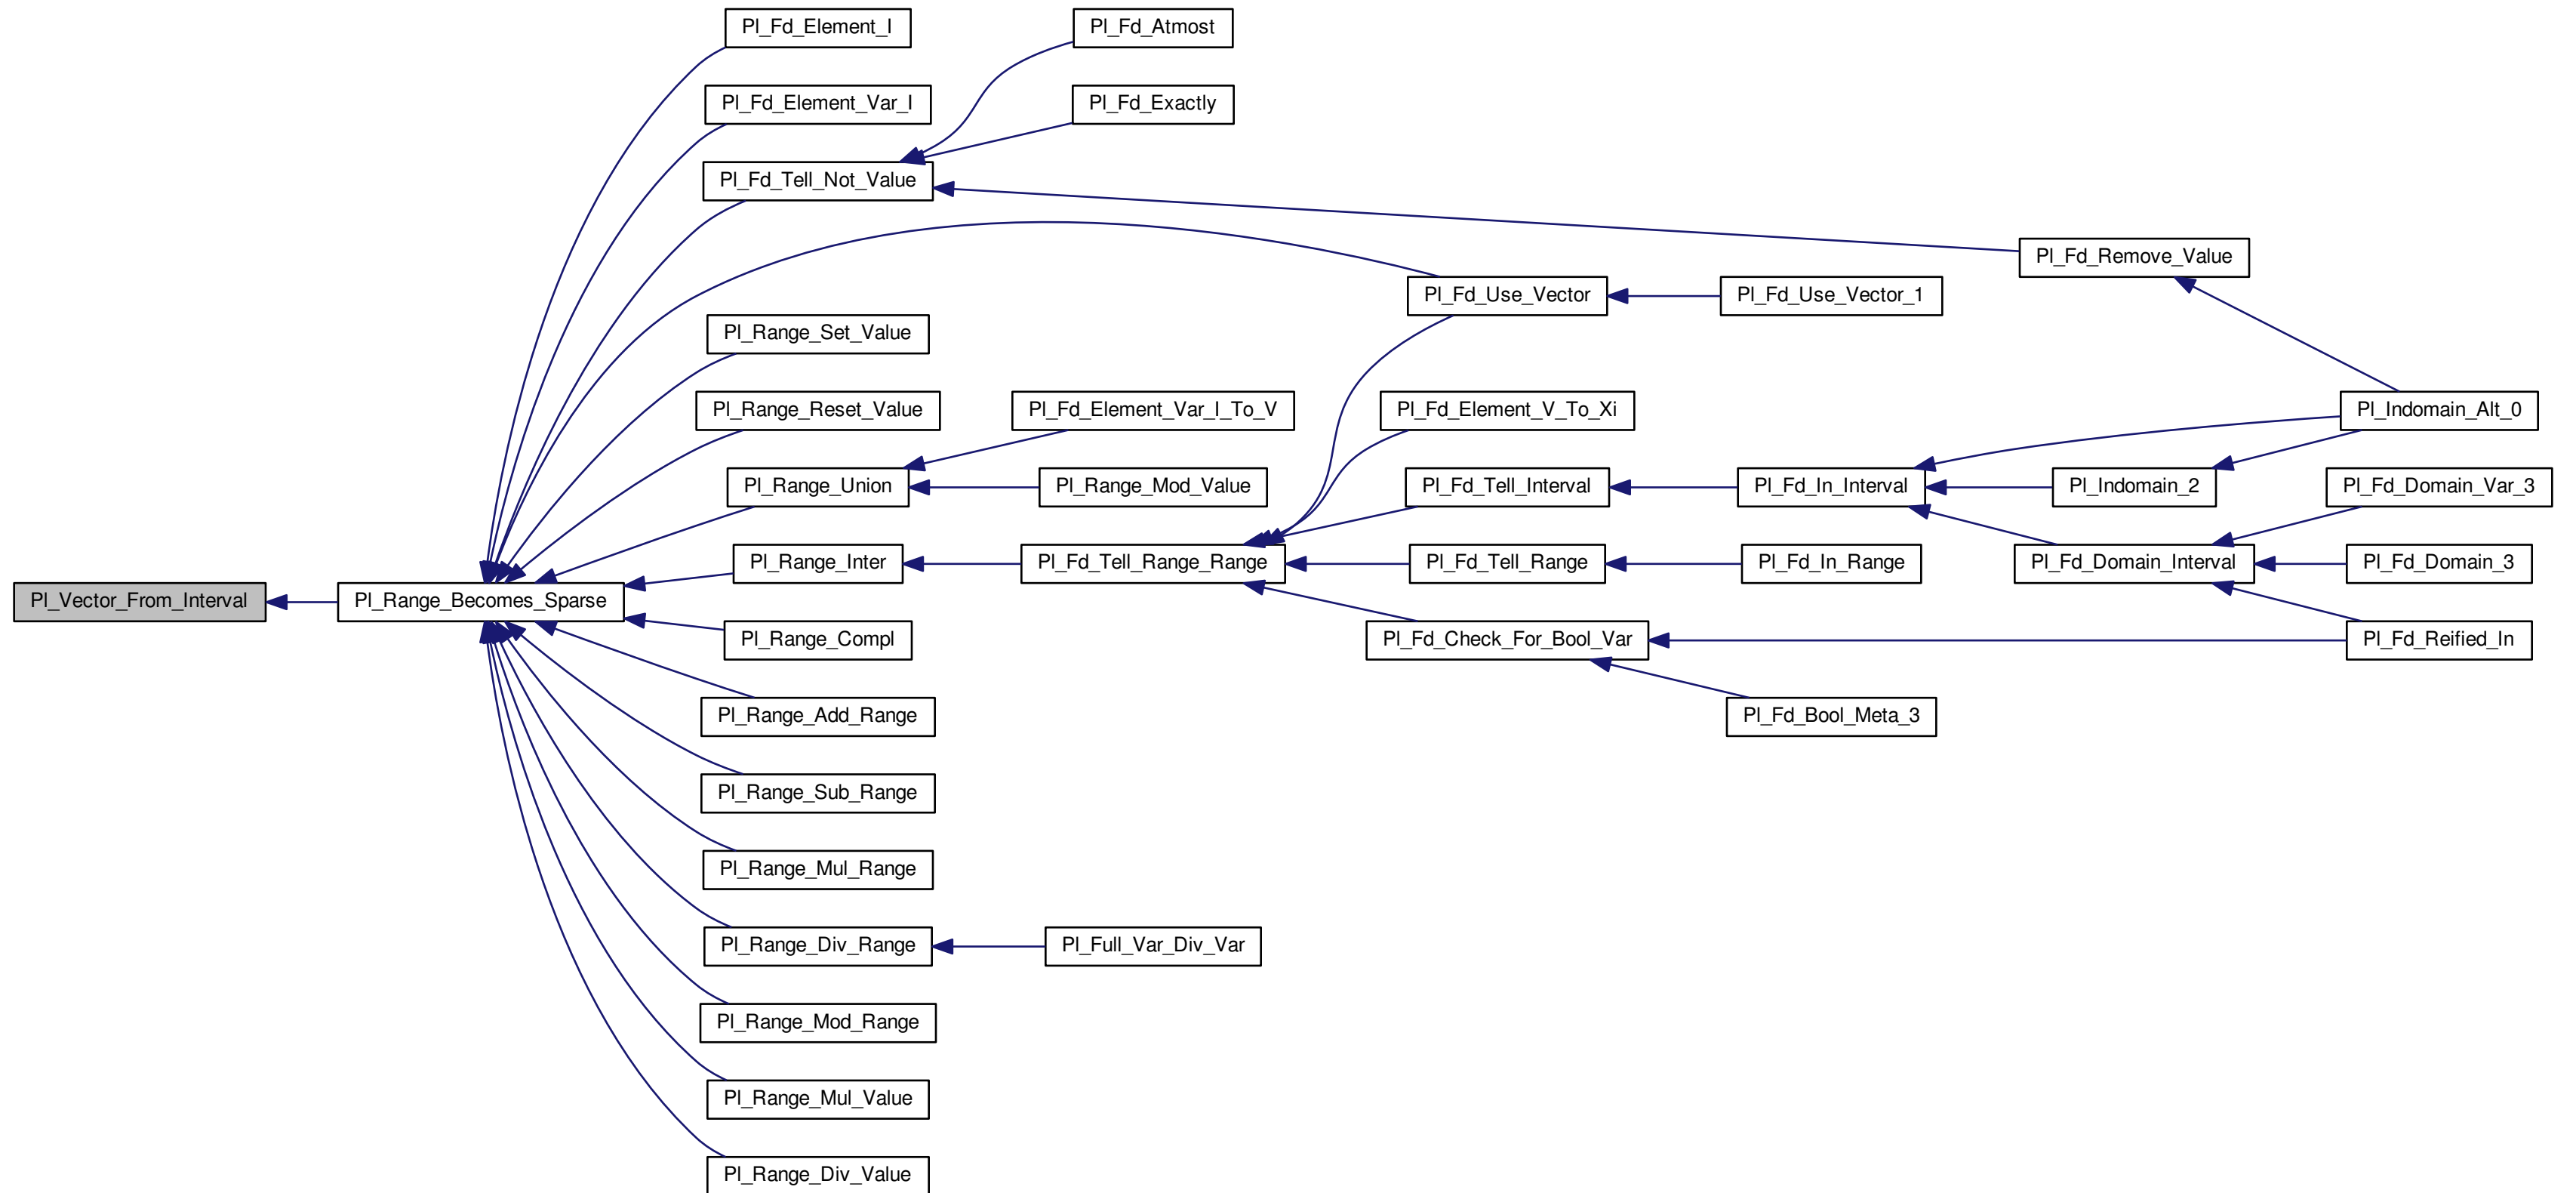 Pl_Fd_Element_I
Pl_Fd_Atmost
Pl_Fd_Element_Var_I
Pl_Fd_Exactly
Pl_Fd_Tell_Not_Value
Pl_Fd_Remove_Value
Pl_Fd_Use_Vector
Pl_Fd_Use_Vector_1
Pl_Range_Set_Value
Pl_Range_Reset_Value
Pl_Fd_Element_Var_I_To_V
Pl_Fd_Element_V_To_Xi
Pl_Indomain_Alt_0
Pl_Range_Union
Pl_Range_Mod_Value
Pl_Fd_Tell_Interval
Pl_Fd_In_Interval
Pl_Indomain_2
Pl_Fd_Domain_Var_3
Pl_Range_Inter
Pl_Fd_Tell_Range_Range
Pl_Fd_Tell_Range
Pl_Fd_In_Range
Pl_Fd_Domain_Interval
Pl_Fd_Domain_3
Pl_Vector_From_Interval
Pl_Range_Becomes_Sparse
Pl_Range_Compl
Pl_Fd_Check_For_Bool_Var
Pl_Fd_Reified_In
Pl_Range_Add_Range
Pl_Fd_Bool_Meta_3
Pl_Range_Sub_Range
Pl_Range_Mul_Range
Pl_Range_Div_Range
Pl_Full_Var_Div_Var
Pl_Range_Mod_Range
Pl_Range_Mul_Value
Pl_Range_Div_Value